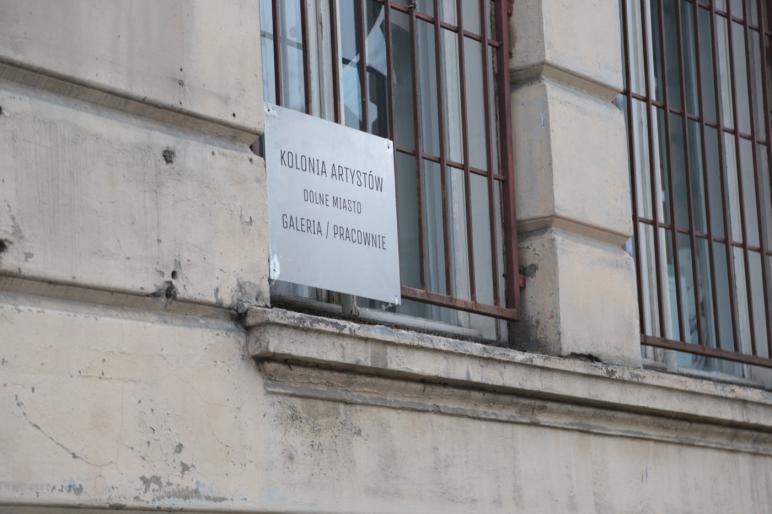 KOLONIA ARTYSTÓW
DOLNE MIASTO
GALERIA / PRACOWNIE